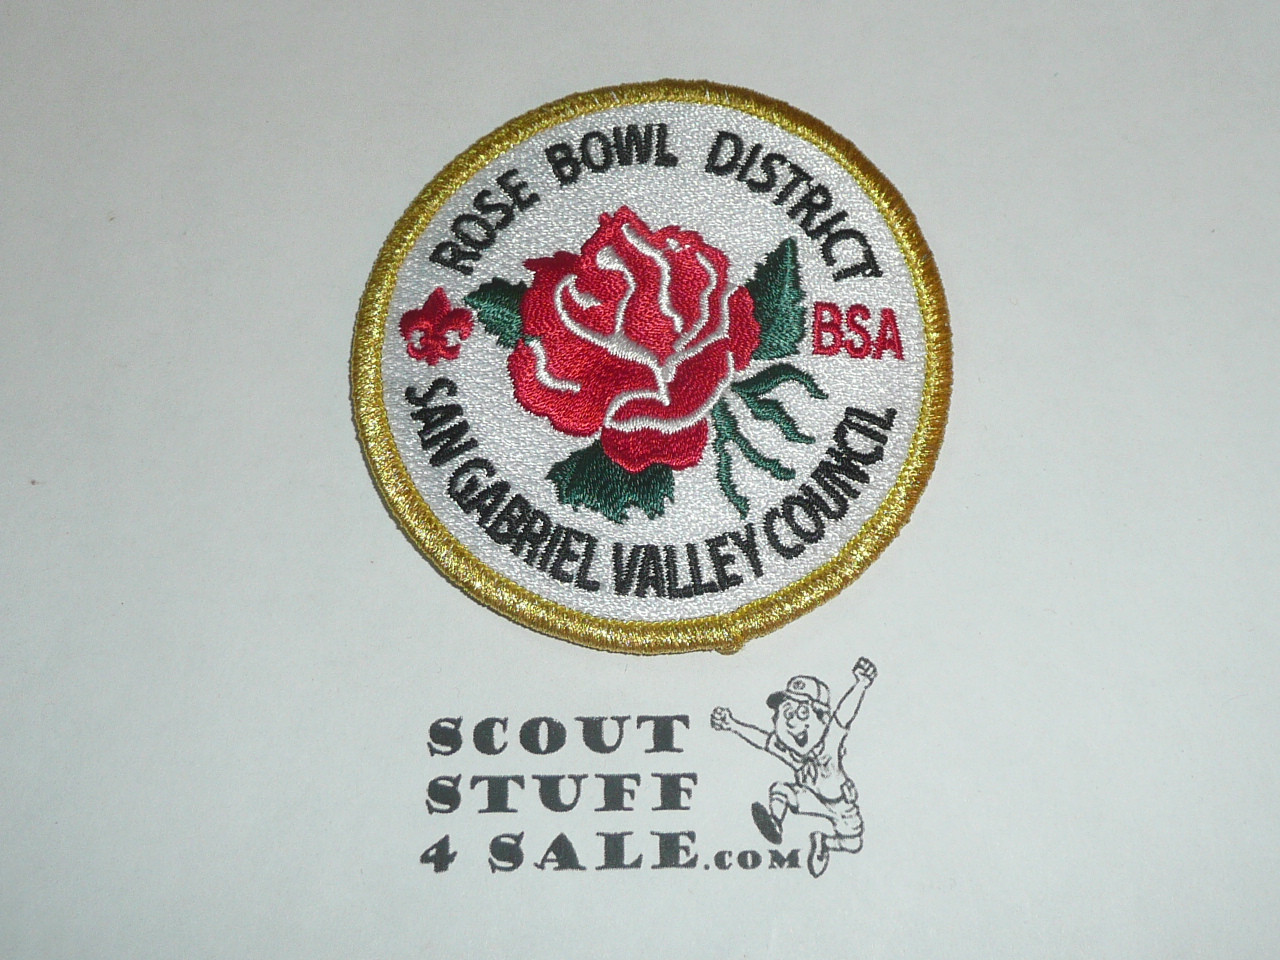 ROSE BOWL DISTRICT
BSA
SAN GABRIEL VALLEY COUNCIL
SCOUT
STUFF
4 SALE.COM